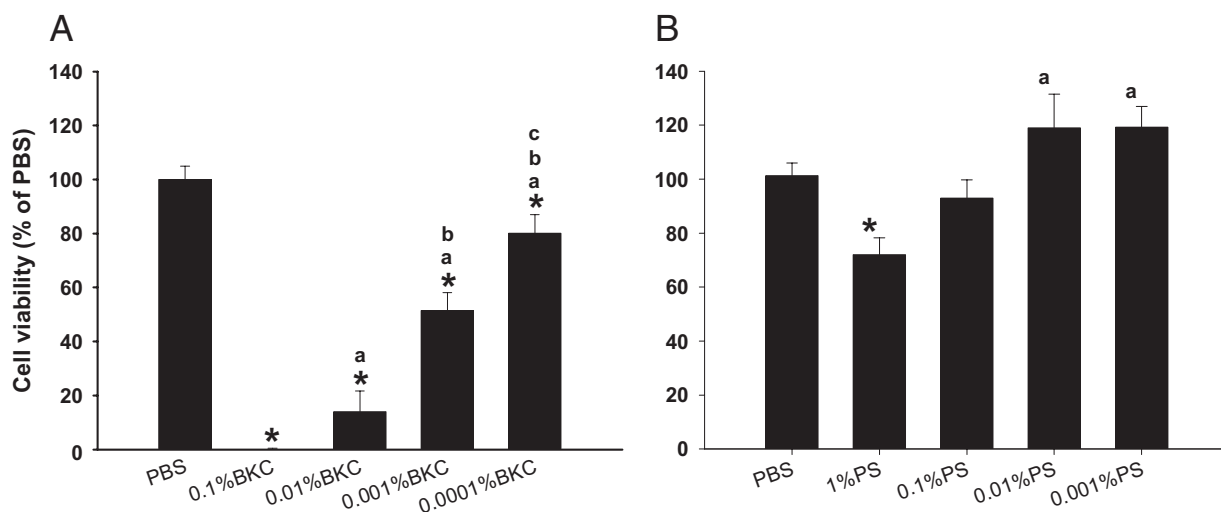 A
Cell viability (% of PBS)
140
120
100
80
60
40
20
0
*
a
*
b
a
*
c
b
a
*
PBS
0.1%BKC
0.01%BKC
0.001%BKC
0.0001%BKC
B
140
120
100
80
60
40
20
0
*
a
a
PBS
1%PS
0.1%PS
0.01%PS
0.001%PS